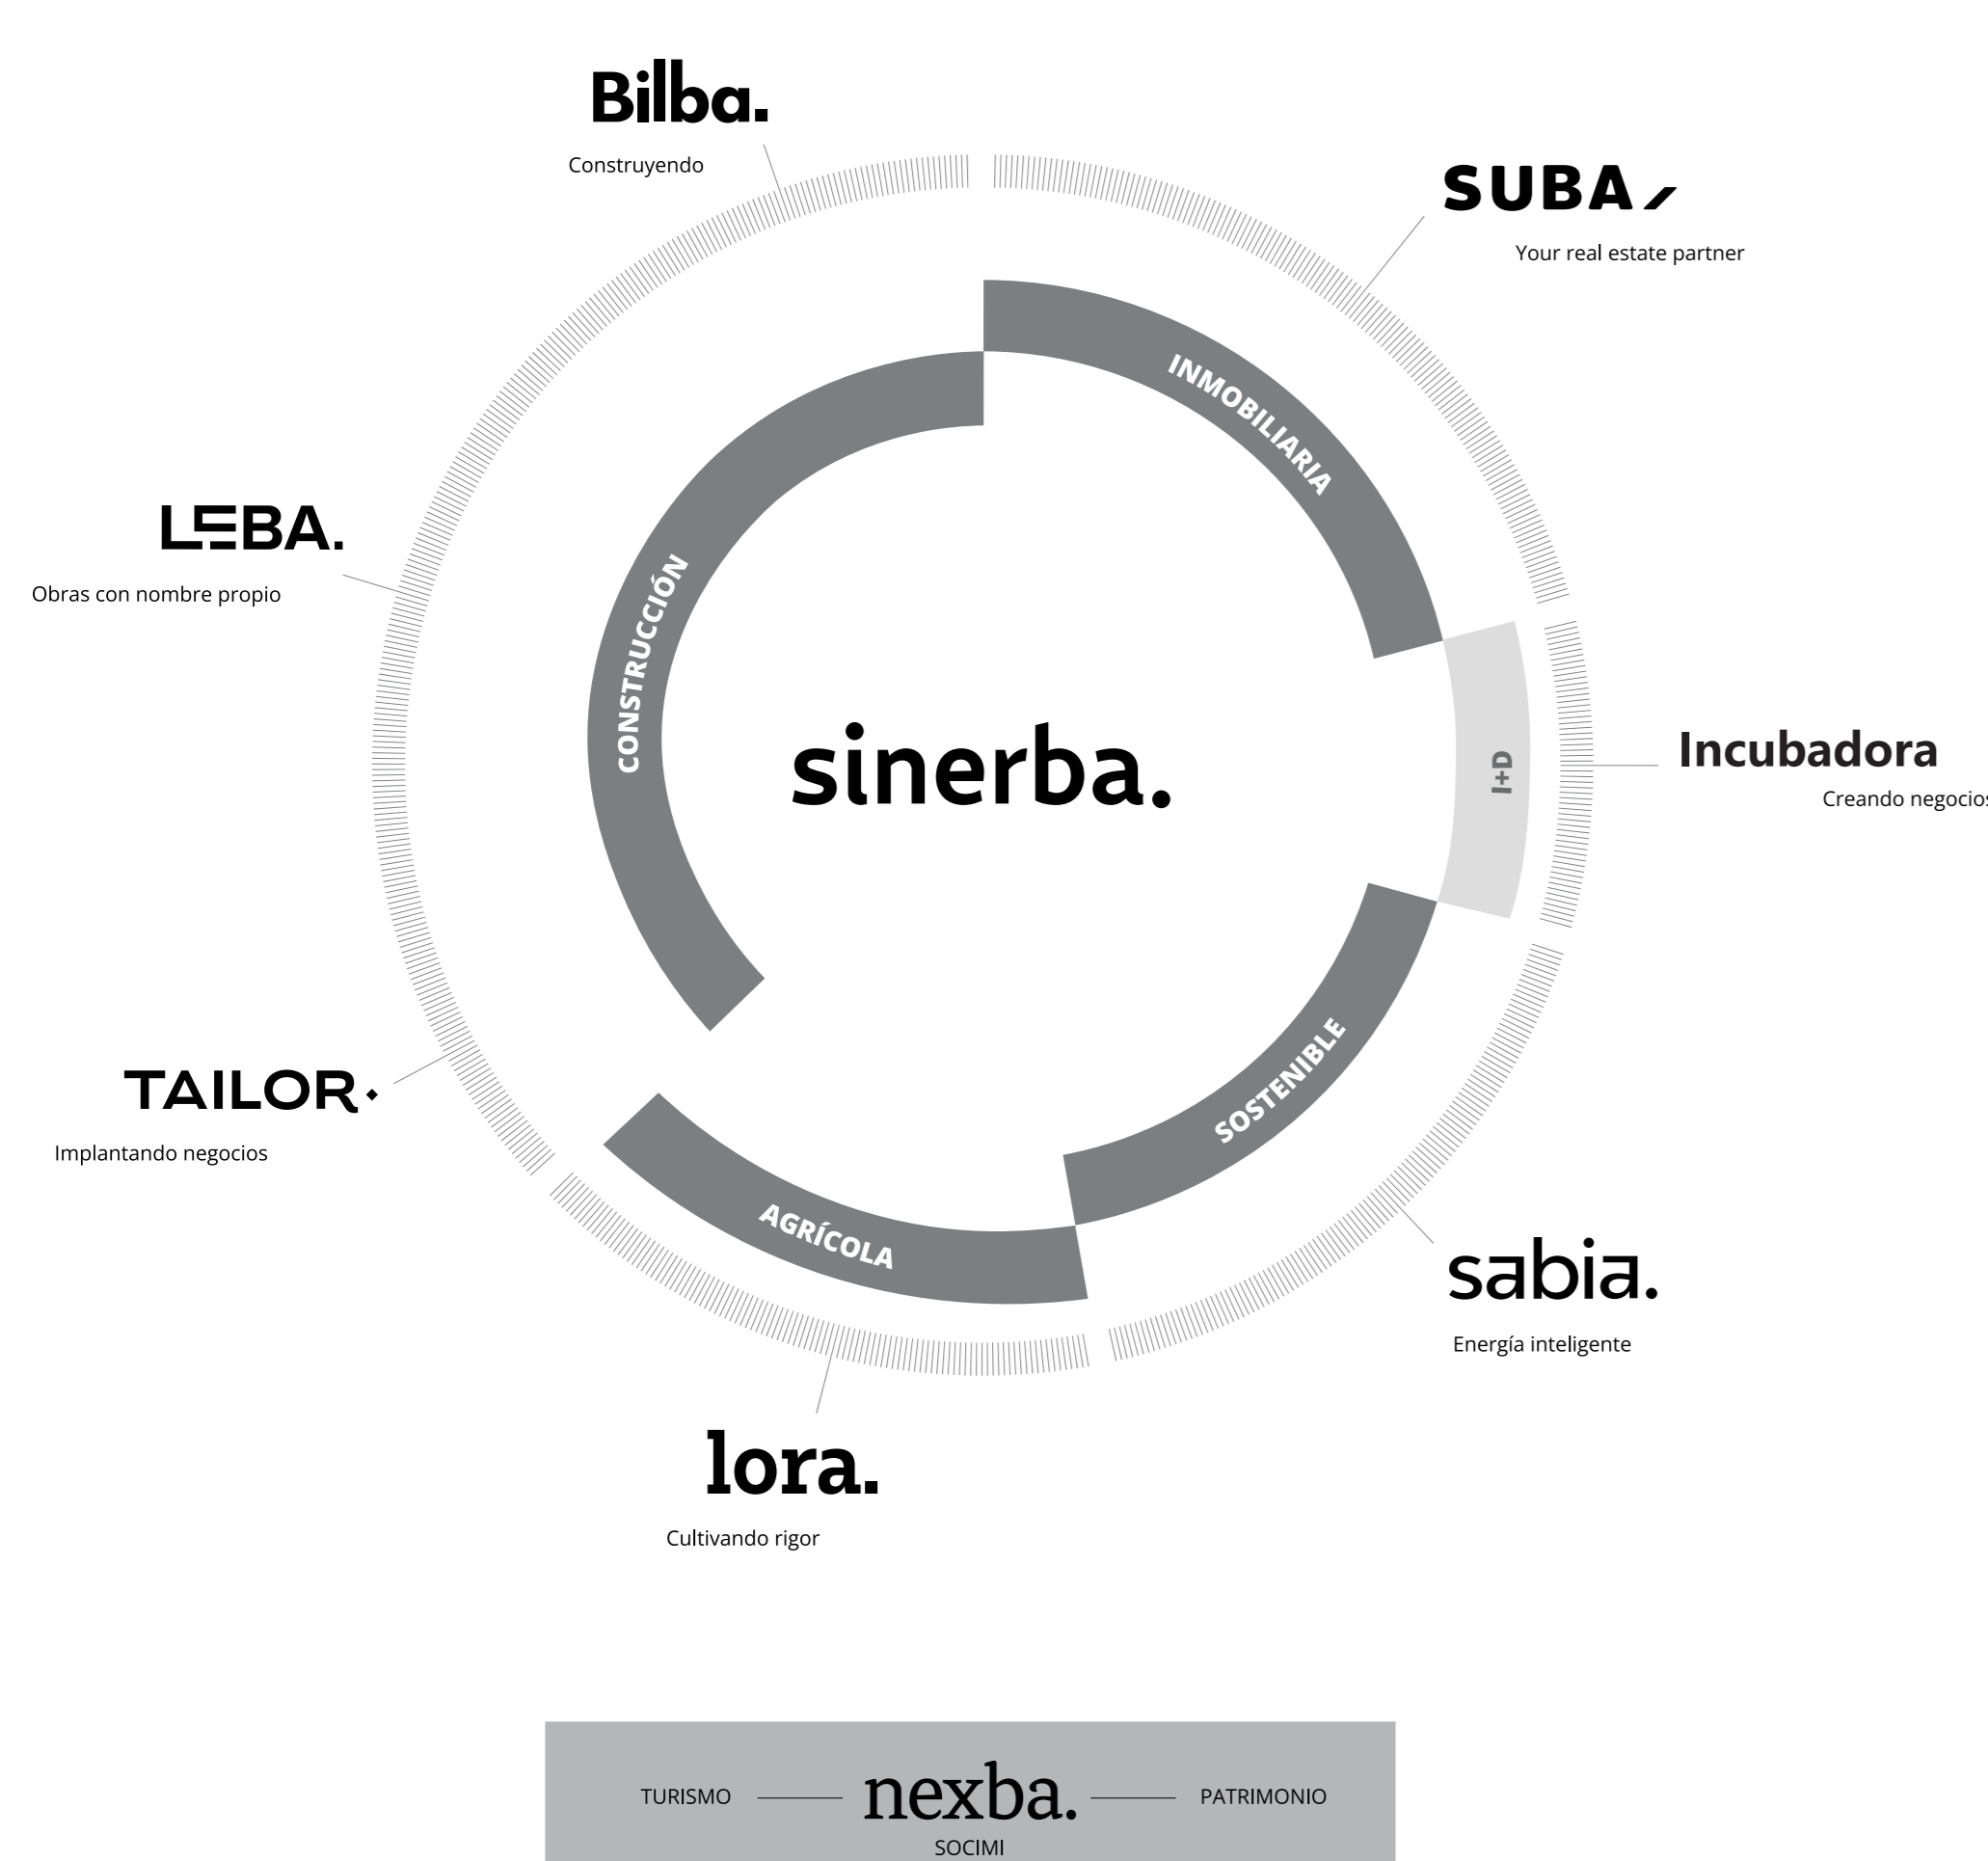 Bilba.
Construyendo
SUBA
Your real estate partner
INMOBILIARIA
LEBA.
Obras con nombre propio
CONSTRUCCIÓN
sinerba.
I+D
Incubadora
Creando negocios
TAILOR
Implantando negocios
SOSTENIBLE
AGRÍCOLA
sabia.
Energía inteligente
lora.
Cultivando rigor
TURISMO
nexba.
PATRIMONIO
SOCIMI